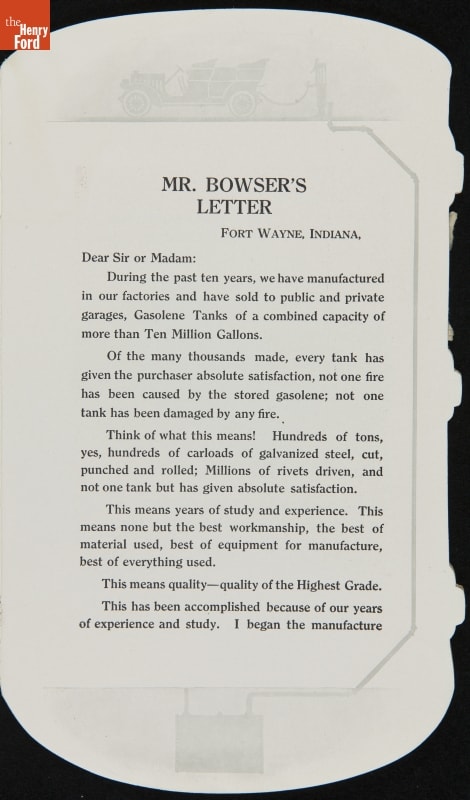 the
Henry
Ford
MR. BOWSER'S
LETTER
FORT WAYNE, INDIANA,
Dear Sir or Madam:
During the past ten years, we have manufactured
in our factories and have sold to public and private
garages, Gasolene Tanks of a combined capacity of
more than Ten Million Gallons.
Of the many thousands made, every tank has
given the purchaser absolute satisfaction, not one fire
has been caused by the stored gasolene; not one
tank has been damaged by any fire.
Think of what this means! Hundreds of tons,
yes, hundreds of carloads of galvanized steel, cut,
punched and rolled; Millions of rivets driven, and
not one tank but has given absolute satisfaction.
This means years of study and experience. This
means none but the best workmanship, the best of
material used, best of equipment for manufacture,
best of everything used.
This means quality—quality of the Highest Grade.
This has been accomplished because of our years
of experience and study. I began the manufacture